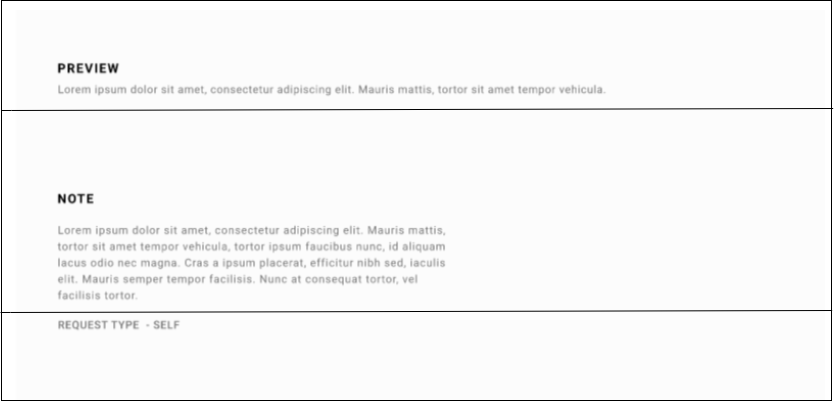 PREVIEW
Lorem ipsum dolor sit amet, consectetur adipiscing elit. Mauris mattis, tortor sit amet tempor vehicula.
NOTE
Lorem ipsum dolor sit amet, consectetur adipiscing elit. Mauris mattis,
tortor sit amet tempor vehicula, tortor ipsum faucibus nunc, id aliquam
lacus odio nec magna. Cras a ipsum placerat, efficitur nibh sed, iaculis
elit. Mauris semper tempor facilisis. Nunc at consequat tortor, vel
facilisis tortor.
REQUEST TYPE - SELF